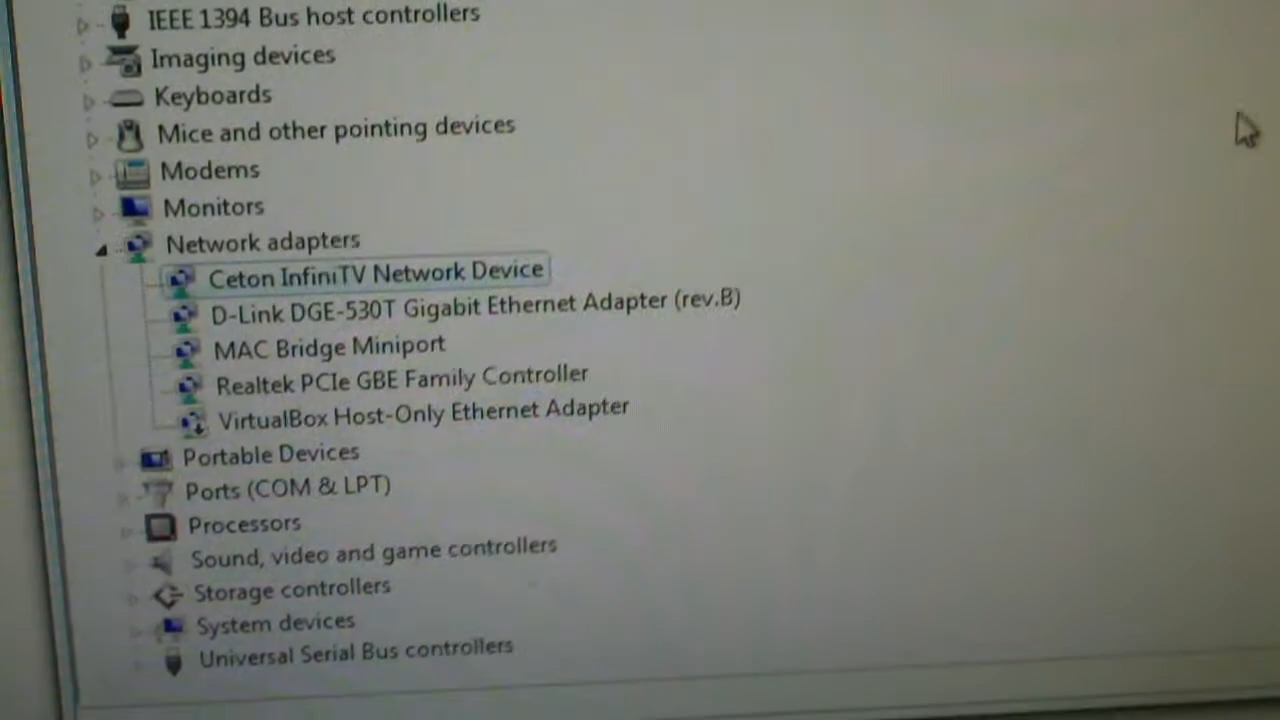 IEEE 1394 Bus host controllers
Imaging devices
Keyboards
Mice and other pointing devices
Modems
Monitors
Network adapters
Ceton InfiniTV Network Device
D-Link DGE-530T Gigabit Ethernet Adapter (rev.B)
MAC Bridge Miniport
Realtek PCIe GBE Family Controller
VirtualBox Host-Only Ethernet Adapter
Portable Devices
Ports (COM & LPT)
Processors
Sound, video and game controllers
Storage controllers
System devices
Universal Serial Bus controllers